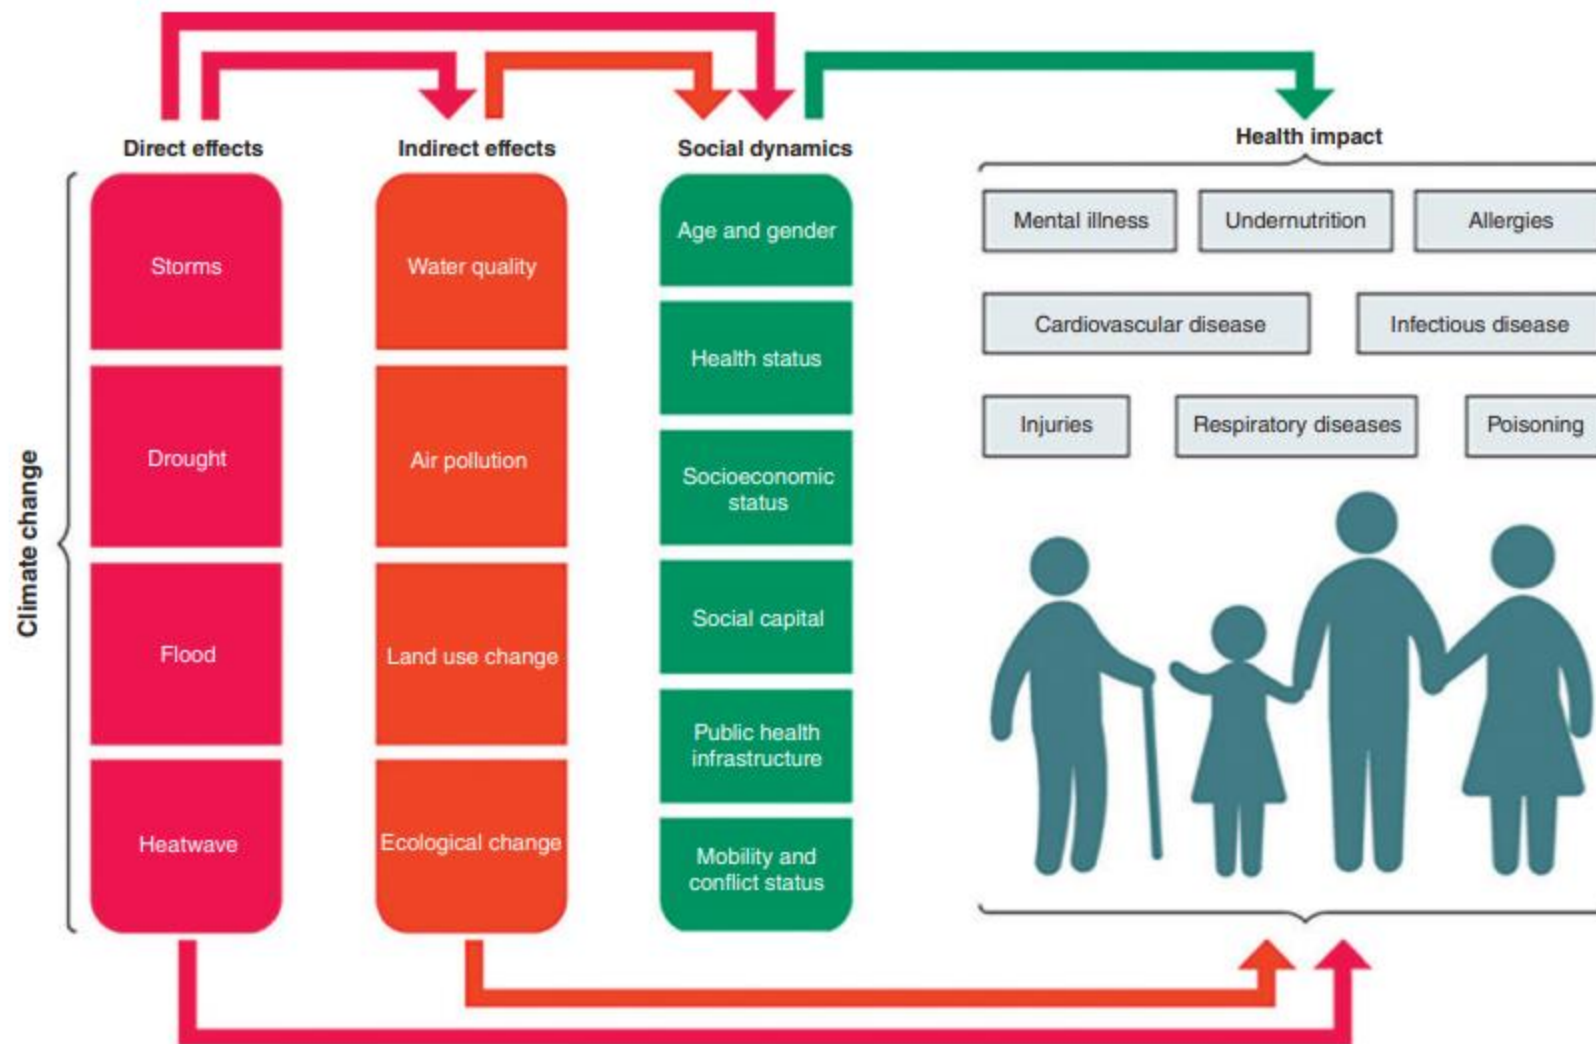 Direct effects
Indirect effects
Social dynamics
Health impact
Climate change
Storms
Drought
Flood
Heatwave
Water quality
Air pollution
Land use change
Ecological change
Age and gender
Health status
Socioeconomic
status
Social capital
Public health
infrastructure
Mobility and
conflict status
Mental illness
Undernutrition
Allergies
Cardiovascular disease
Infectious disease
Injuries
Respiratory diseases
Poisoning